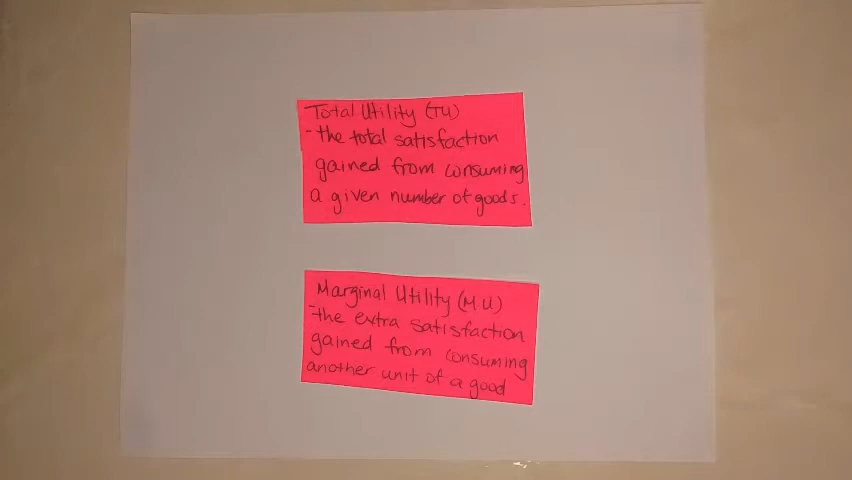 Total Utility (TU)
- the total satisfaction
gained from consuming
a given number of goods.
Marginal Utility (MU)
- the extra satisfaction
gained from consuming
another unit of a good